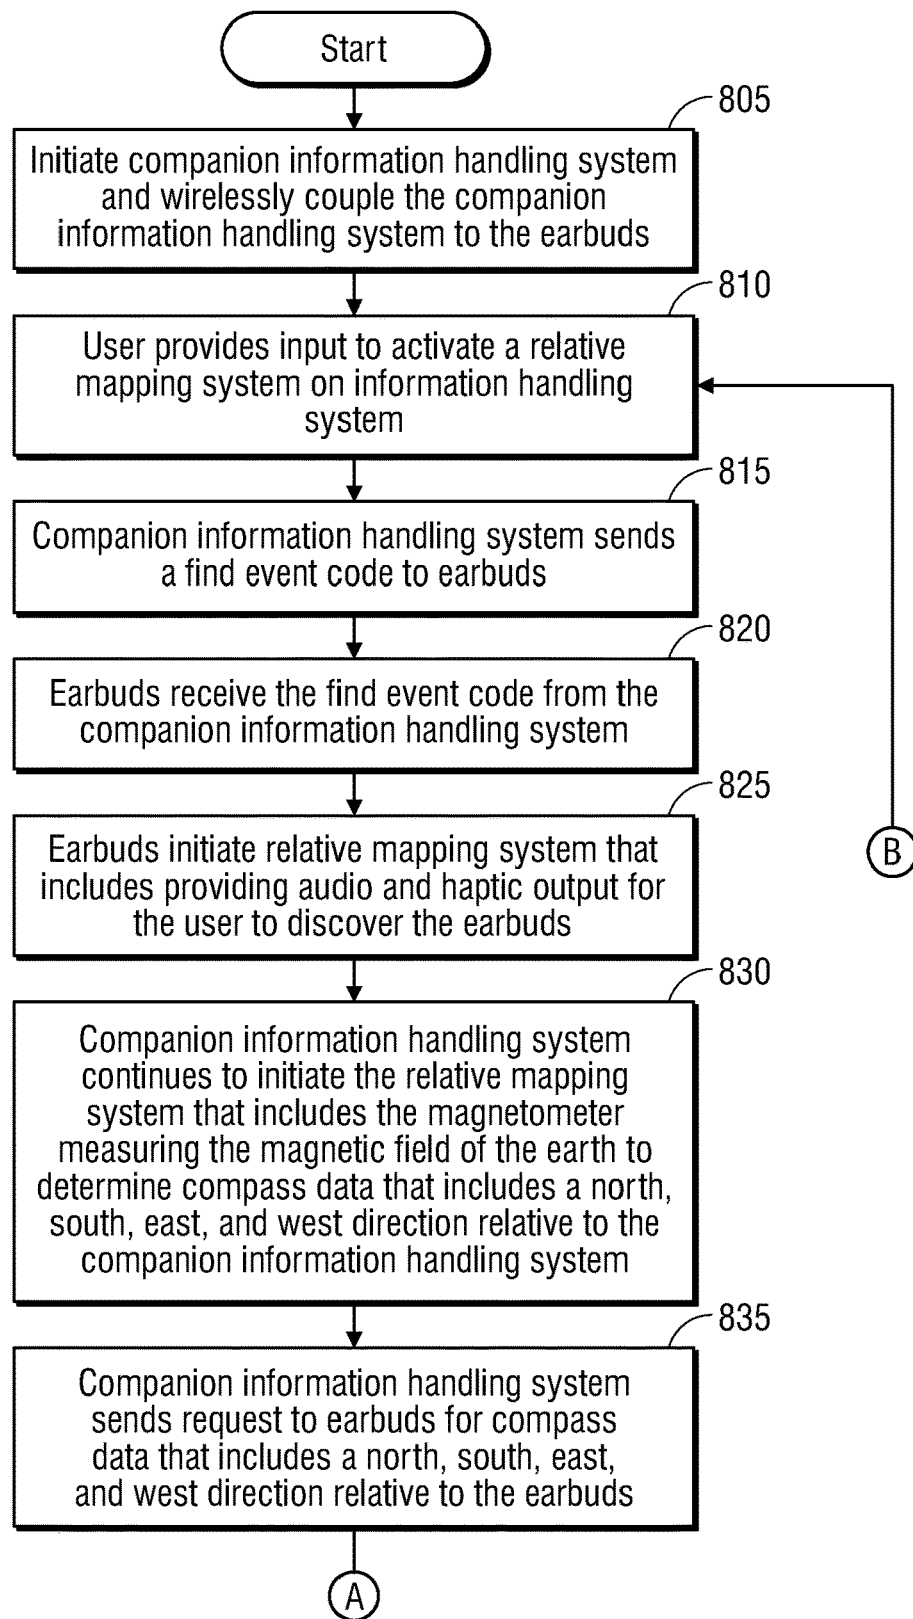 Start
805
Initiate companion information handling system
and wirelessly couple the companion
information handling system to the earbuds
810
User provides input to activate a relative
mapping system on information handling
system
815
Companion information handling system sends
a find event code to earbuds
820
Earbuds receive the find event code from the
companion information handling system
825
Earbuds initiate relative mapping system that
includes providing audio and haptic output for
the user to discover the earbuds
B
830
Companion information handling system
continues to initiate the relative mapping
system that includes the magnetometer
measuring the magnetic field of the earth to
determine compass data that includes a north,
south, east, and west direction relative to the
companion information handling system
835
Companion information handling system
sends request to earbuds for compass
data that includes a north, south, east,
and west direction relative to the earbuds
A